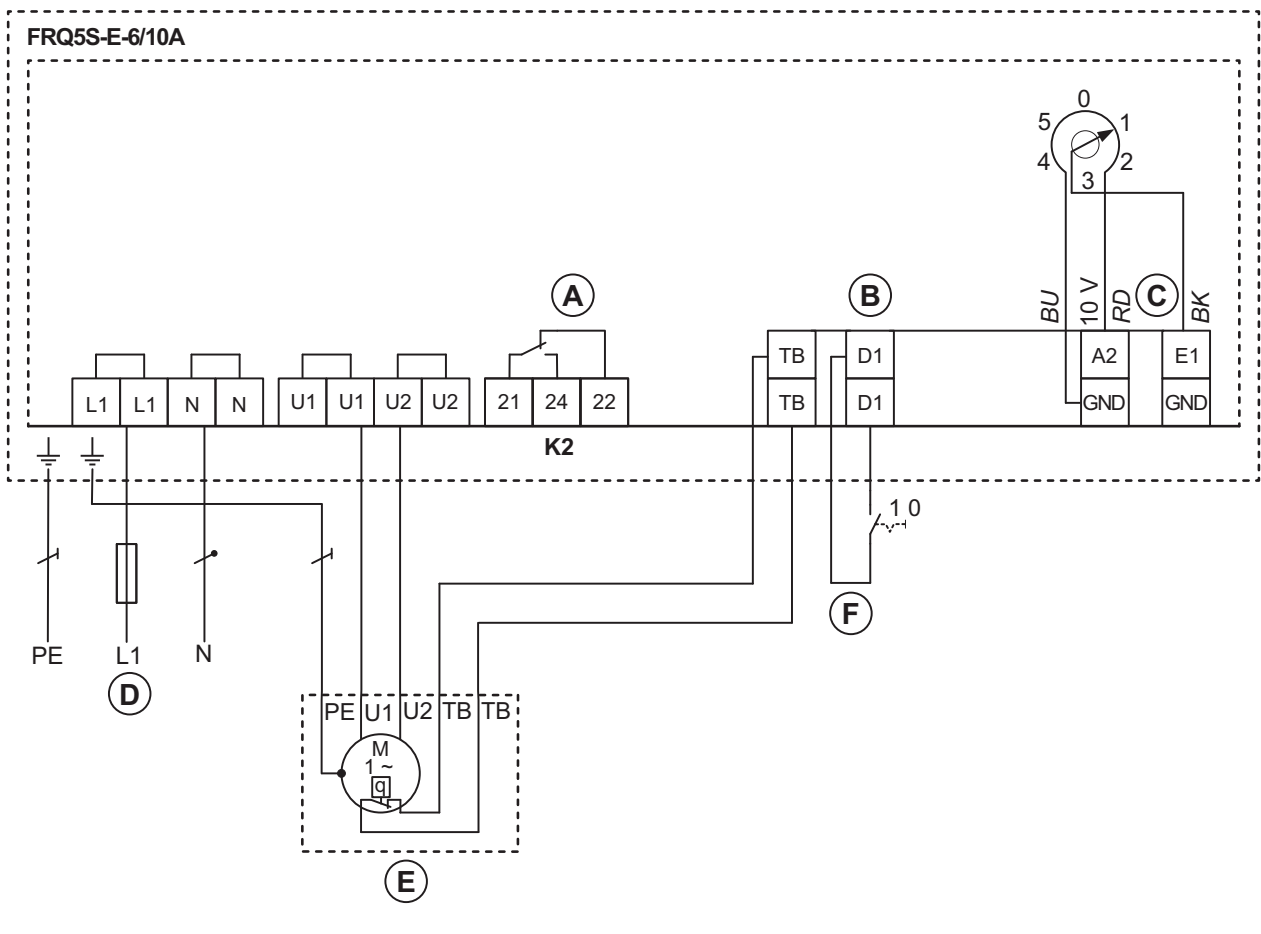 FRQ5S-E-6/10A
0
5 1
4 2
3
A B C
BU 10 V RD BK
TB D1 A2 E1
L1 L1 N N U1 U1 U2 U2 21 24 22 TB D1 GND GND
K2
1 0
F
PE L1 N
D
PE U1 U2 TB TB
M
1 ~
q
E